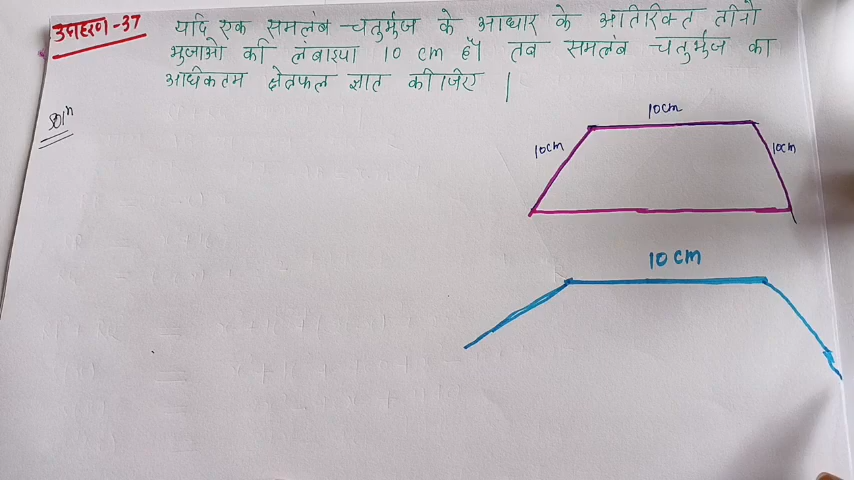 उदाहरण-37
यदि एक समलंब चतुर्भुज के आधार के अतिरिक्त तीनो
भुजाओ की लंबाइया 10 cm हैं। तब समलंब चतुर्भुज का
अधिकतम क्षेत्रफल ज्ञात कीजिए |
Solⁿ
10cm
10cm
10cm
10 cm